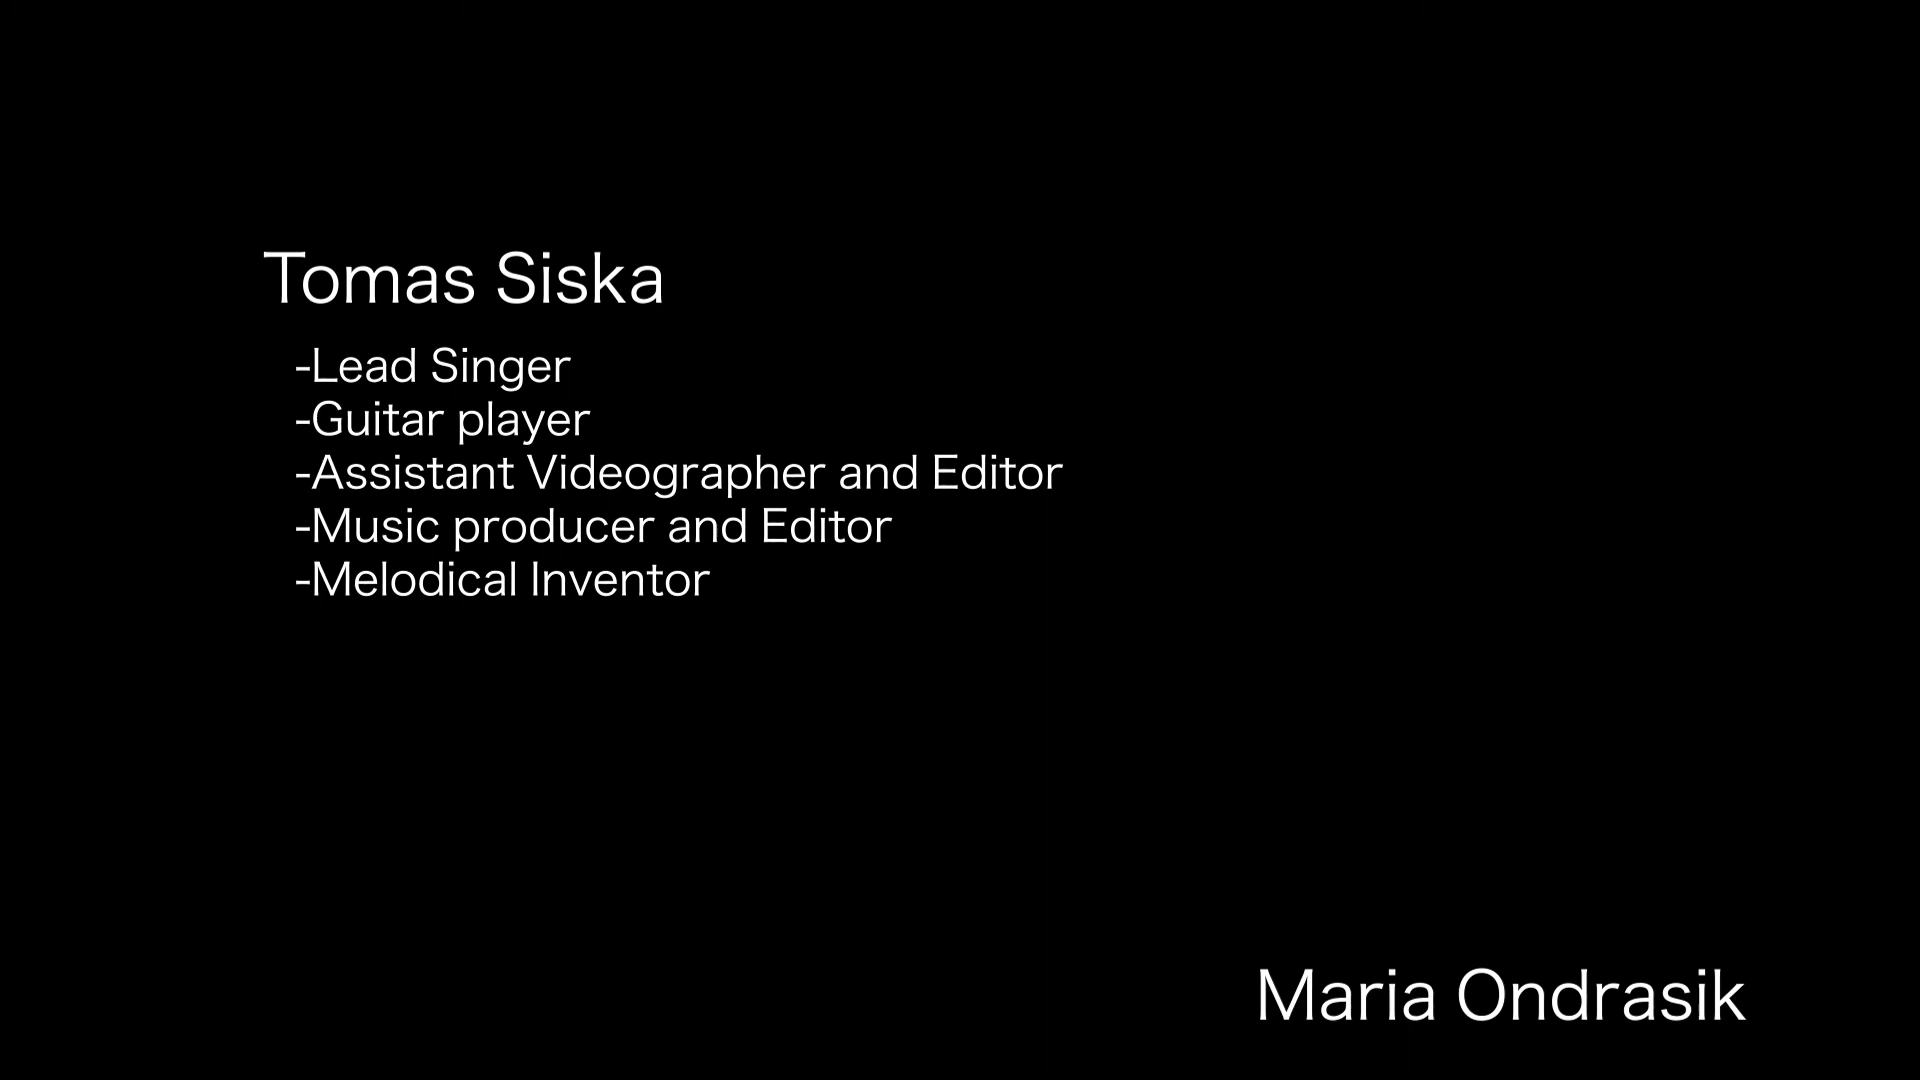 Tomas Siska
-Lead Singer
-Guitar player
-Assistant Videographer and Editor
-Music producer and Editor
-Melodical Inventor
Maria Ondrasik